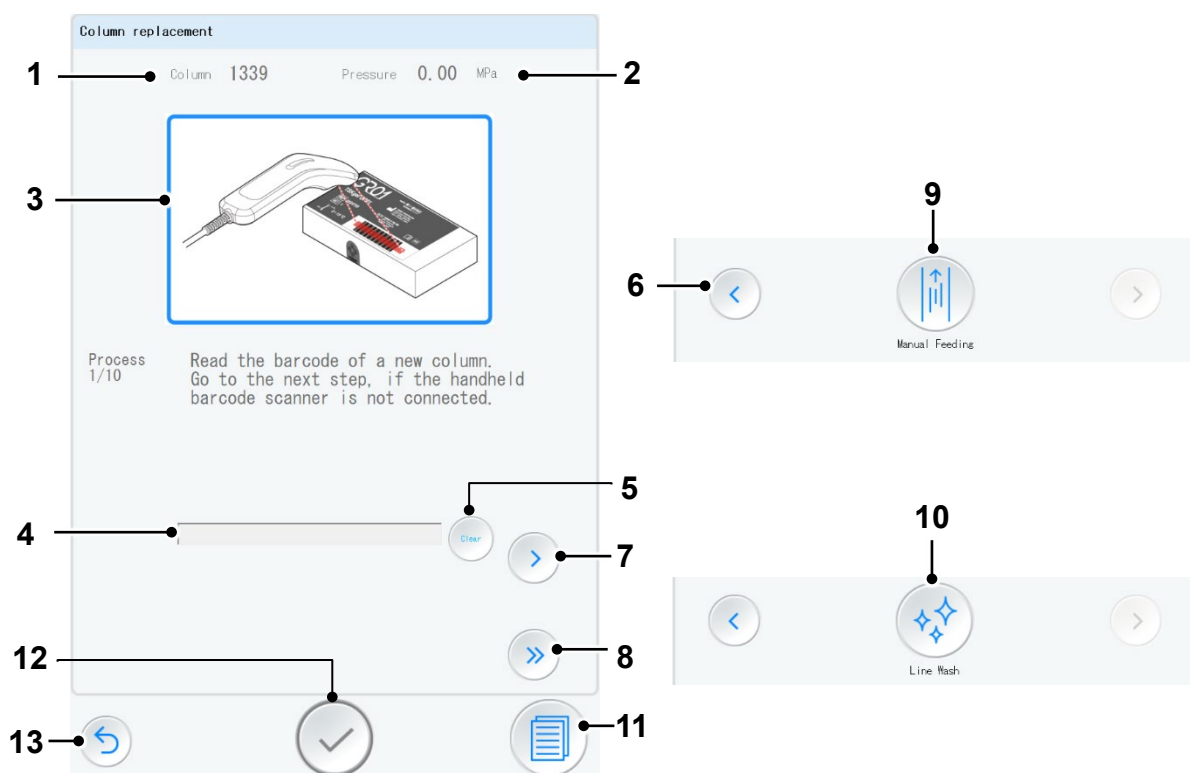 Column replacement
1
Column 1339
Pressure 0.00 MPa
2
3
GR01
Process
1/10
Read the barcode of a new column.
Go to the next step, if the handheld
barcode scanner is not connected.
4
5
Clear
7
8
12
13
11
9
6
Manual Feeding
10
Line Wash